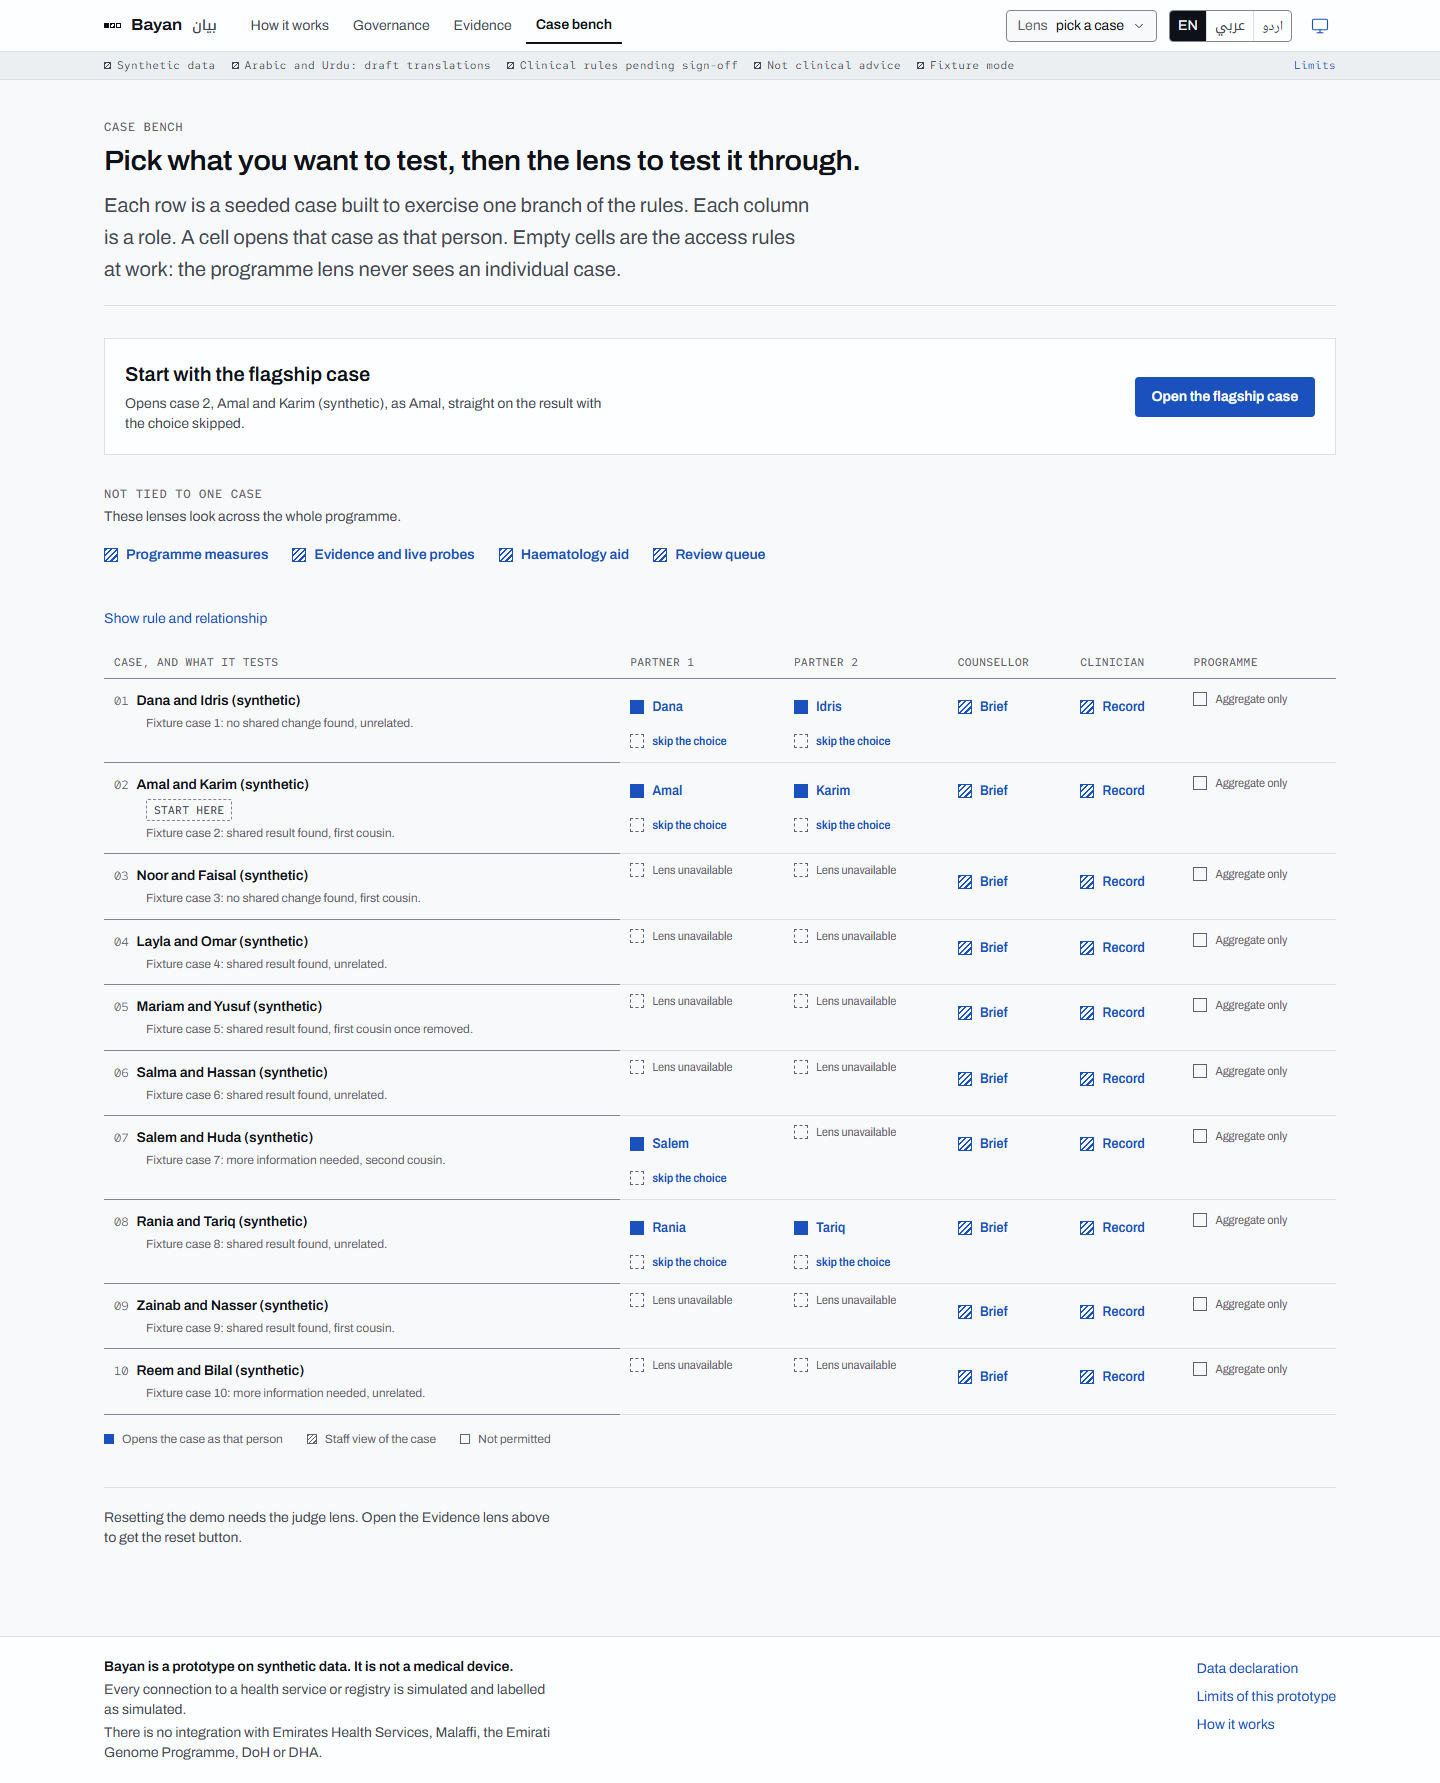 Bayan بيان How it works Governance Evidence Case bench Lens pick a case EN عربي اردو
Synthetic data Arabic and Urdu: draft translations Clinical rules pending sign-off Not clinical advice Fixture mode Limits
CASE BENCH
Pick what you want to test, then the lens to test it through.
Each row is a seeded case built to exercise one branch of the rules. Each column
is a role. A cell opens that case as that person. Empty cells are the access rules
at work: the programme lens never sees an individual case.
Start with the flagship case
Opens case 2, Amal and Karim (synthetic), as Amal, straight on the result with
the choice skipped.
Open the flagship case
NOT TIED TO ONE CASE
These lenses look across the whole programme.
Programme measures Evidence and live probes Haematology aid Review queue
Show rule and relationship
CASE, AND WHAT IT TESTS PARTNER 1 PARTNER 2 COUNSELLOR CLINICIAN PROGRAMME
01 Dana and Idris (synthetic) Dana Idris Brief Record Aggregate only
Fixture case 1: no shared change found, unrelated.
skip the choice skip the choice
02 Amal and Karim (synthetic) Amal Karim Brief Record Aggregate only
START HERE
Fixture case 2: shared result found, first cousin. skip the choice skip the choice
03 Noor and Faisal (synthetic) Lens unavailable Lens unavailable Brief Record Aggregate only
Fixture case 3: no shared change found, first cousin.
04 Layla and Omar (synthetic) Lens unavailable Lens unavailable Brief Record Aggregate only
Fixture case 4: shared result found, unrelated.
05 Mariam and Yusuf (synthetic) Lens unavailable Lens unavailable Brief Record Aggregate only
Fixture case 5: shared result found, first cousin once removed.
06 Salma and Hassan (synthetic) Lens unavailable Lens unavailable Brief Record Aggregate only
Fixture case 6: shared result found, unrelated.
07 Salem and Huda (synthetic) Salem Lens unavailable Brief Record Aggregate only
Fixture case 7: more information needed, second cousin.
skip the choice
08 Rania and Tariq (synthetic) Rania Tariq Brief Record Aggregate only
Fixture case 8: shared result found, unrelated.
skip the choice skip the choice
09 Zainab and Nasser (synthetic) Lens unavailable Lens unavailable Brief Record Aggregate only
Fixture case 9: shared result found, first cousin.
10 Reem and Bilal (synthetic) Lens unavailable Lens unavailable Brief Record Aggregate only
Fixture case 10: more information needed, unrelated.
Opens the case as that person Staff view of the case Not permitted
Resetting the demo needs the judge lens. Open the Evidence lens above
to get the reset button.
Bayan is a prototype on synthetic data. It is not a medical device.
Every connection to a health service or registry is simulated and labelled
as simulated.
There is no integration with Emirates Health Services, Malaffi, the Emirati
Genome Programme, DoH or DHA.
Data declaration
Limits of this prototype
How it works